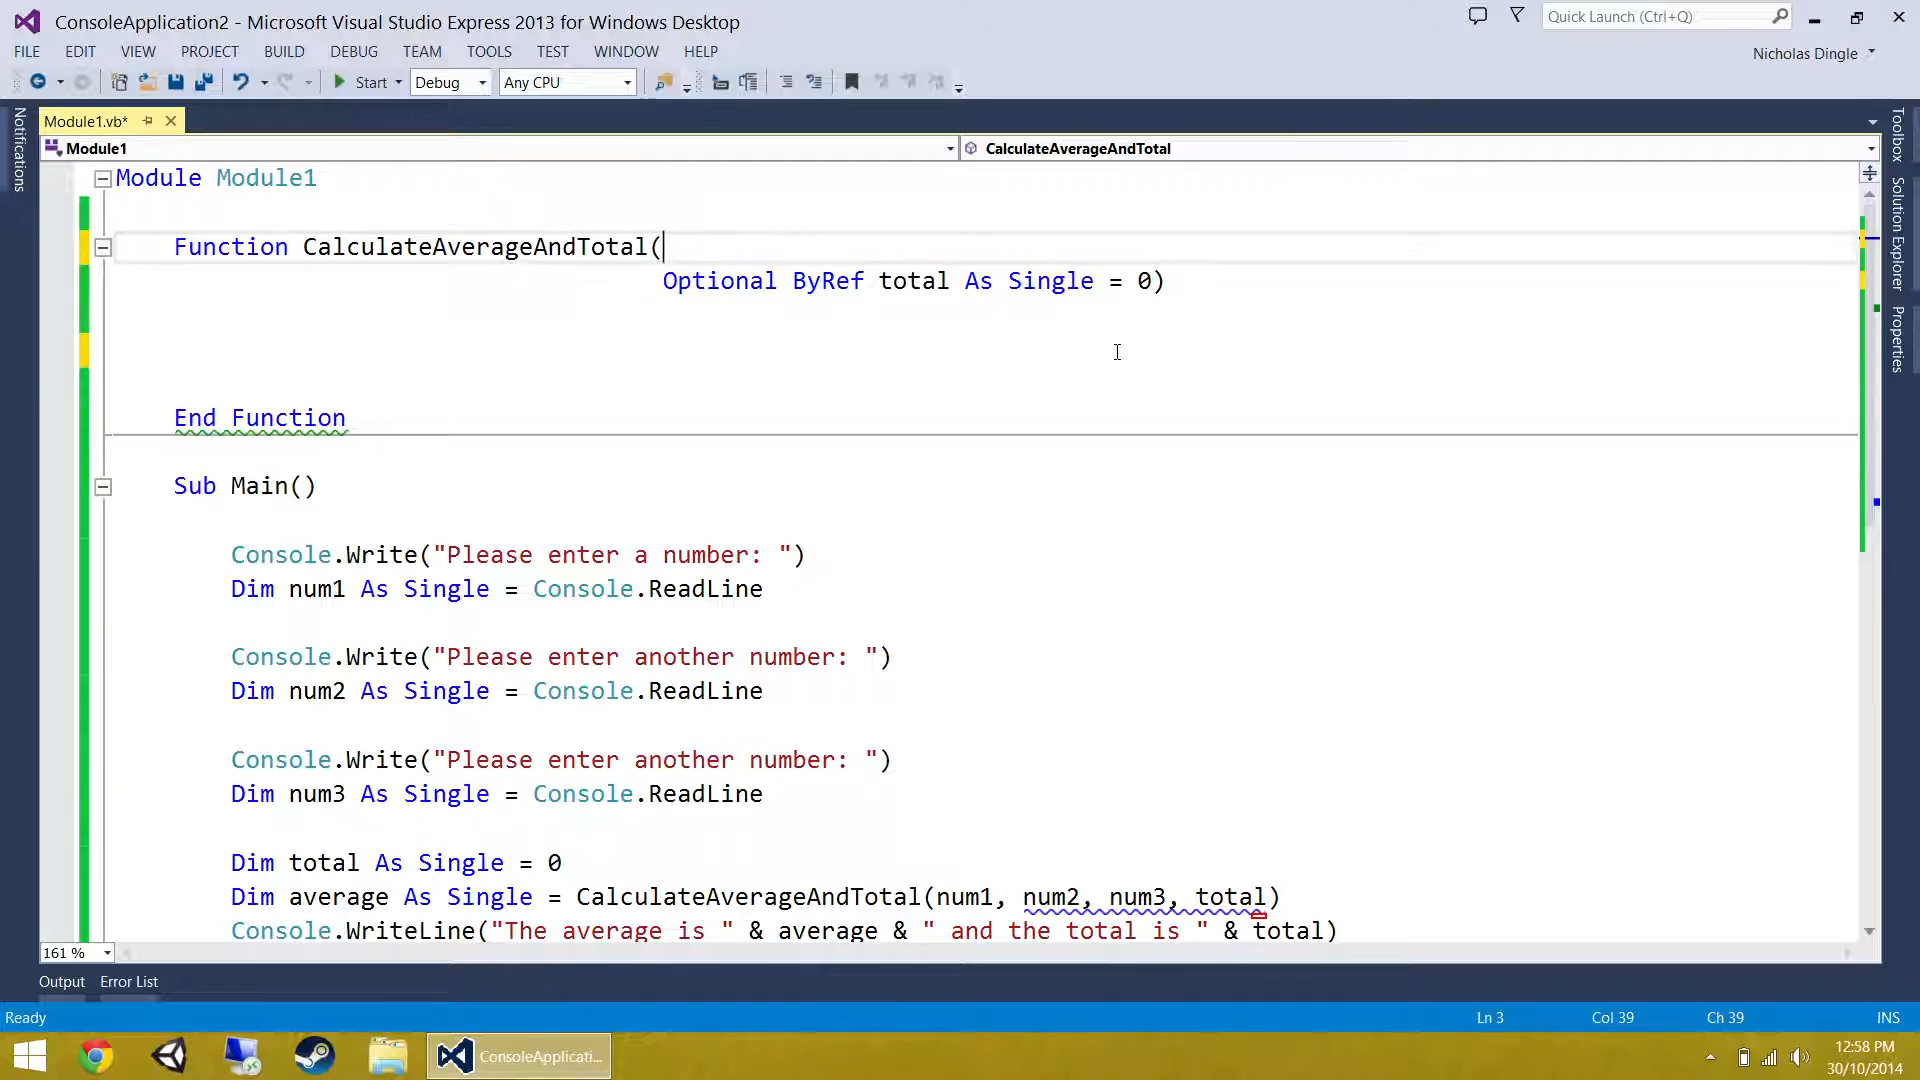 ConsoleApplication2 - Microsoft Visual Studio Express 2013 for Windows Desktop
Quick Launch (Ctrl+Q)
FILE EDIT VIEW PROJECT BUILD DEBUG TEAM TOOLS TEST WINDOW HELP
Nicholas Dingle
Start Debug Any CPU
Notifications
Module1.vb*
Toolbox
Solution Explorer
Properties
Module1
CalculateAverageAndTotal
Module Module1
Function CalculateAverageAndTotal(
Optional ByRef total As Single = 0)
End Function
Sub Main()
Console.Write("Please enter a number: ")
Dim num1 As Single = Console.ReadLine
Console.Write("Please enter another number: ")
Dim num2 As Single = Console.ReadLine
Console.Write("Please enter another number: ")
Dim num3 As Single = Console.ReadLine
Dim total As Single = 0
Dim average As Single = CalculateAverageAndTotal(num1, num2, num3, total)
Console.WriteLine("The average is " & average & " and the total is " & total)
161 %
Output Error List
Ready
Ln 3
Col 39
Ch 39
INS
ConsoleApplicati...
12:58 PM
30/10/2014